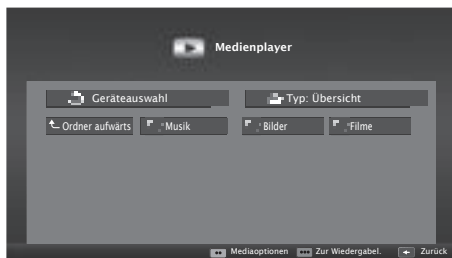 Medienplayer
Geräteauswahl
Typ: Übersicht
Ordner aufwärts
Musik
Bilder
Filme
Mediaoptionen Zur Wiedergabel. Zurück